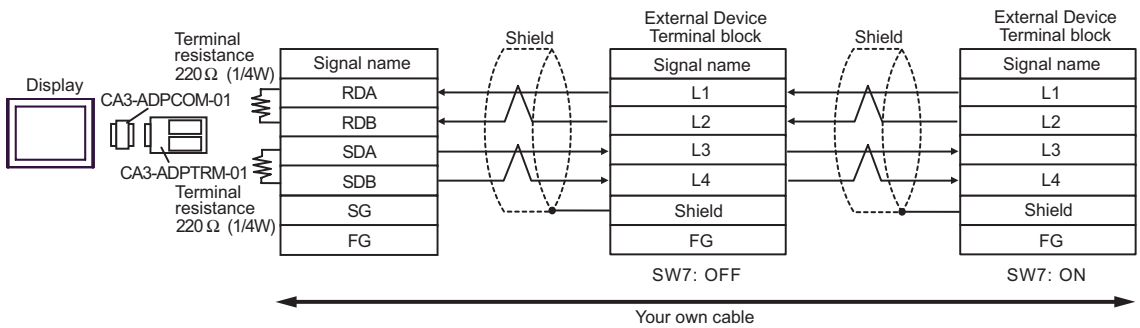 Display
CA3-ADPCOM-01
CA3-ADPTRM-01
Terminal
resistance
220Ω (1/4W)
Terminal
resistance
220Ω (1/4W)
Signal name
RDA
RDB
SDA
SDB
SG
FG
Shield
External Device
Terminal block
Signal name
L1
L2
L3
L4
Shield
FG
SW7: OFF
Shield
External Device
Terminal block
Signal name
L1
L2
L3
L4
Shield
FG
SW7: ON
Your own cable